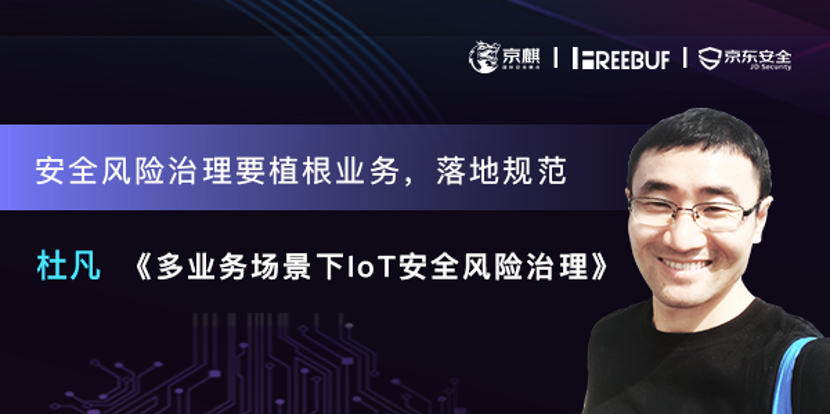 京麒 | FREEBUF | 京东安全
JD Security
安全风险治理要植根业务，落地规范
杜凡 《多业务场景下IoT安全风险治理》